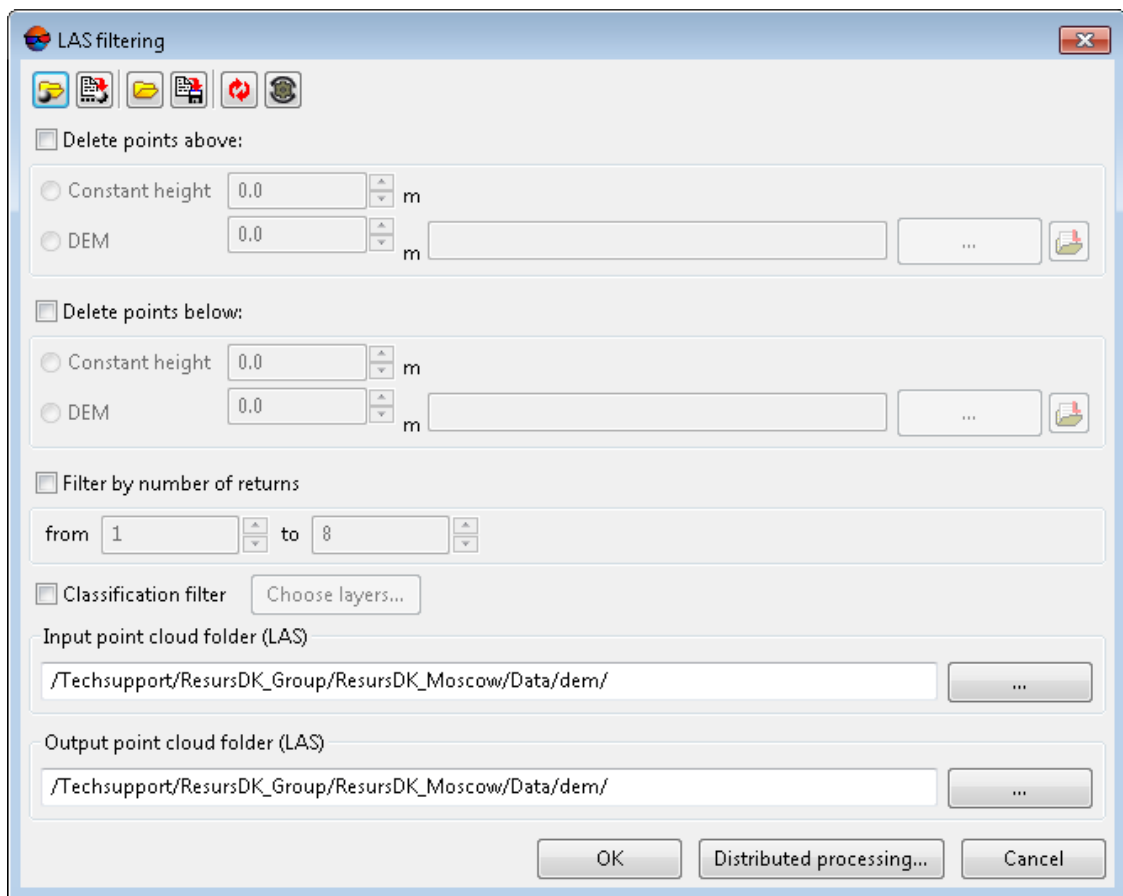 LAS filtering
Delete points above:
Constant height 0.0 m
DEM 0.0 m ...
Delete points below:
Constant height 0.0 m
DEM 0.0 m ...
Filter by number of returns
from 1 to 8
Classification filter Choose layers...
Input point cloud folder (LAS)
/Techsupport/ResursDK_Group/ResursDK_Moscow/Data/dem/ ...
Output point cloud folder (LAS)
/Techsupport/ResursDK_Group/ResursDK_Moscow/Data/dem/ ...
OK Distributed processing... Cancel